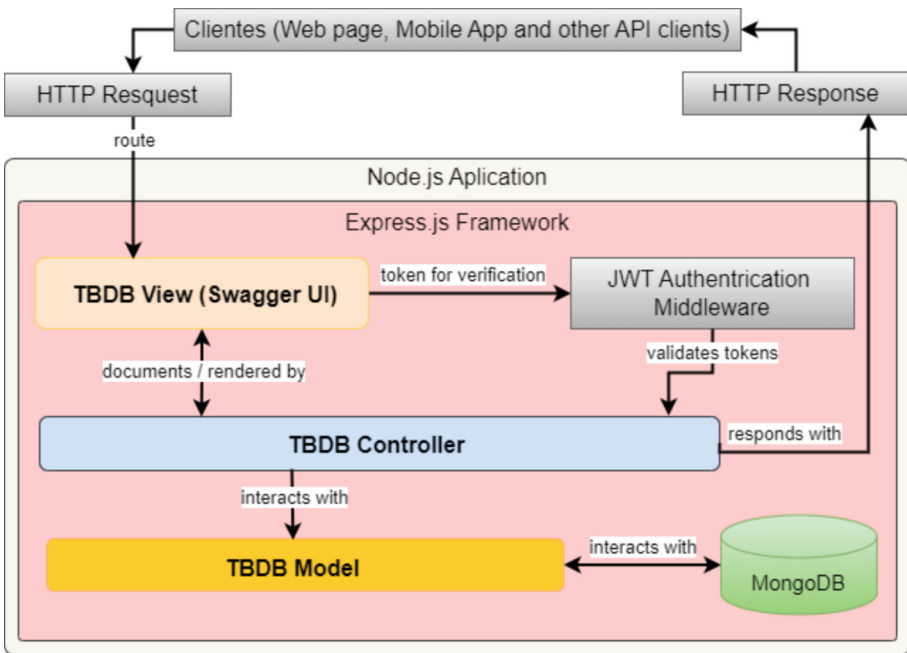 Clientes (Web page, Mobile App and other API clients)
HTTP Resquest
HTTP Response
route
Node.js Aplication
Express.js Framework
TBDB View (Swagger UI)
token for verification
JWT Authentrication
Middleware
validates tokens
documents / rendered by
TBDB Controller
responds with
interacts with
TBDB Model
interacts with
MongoDB